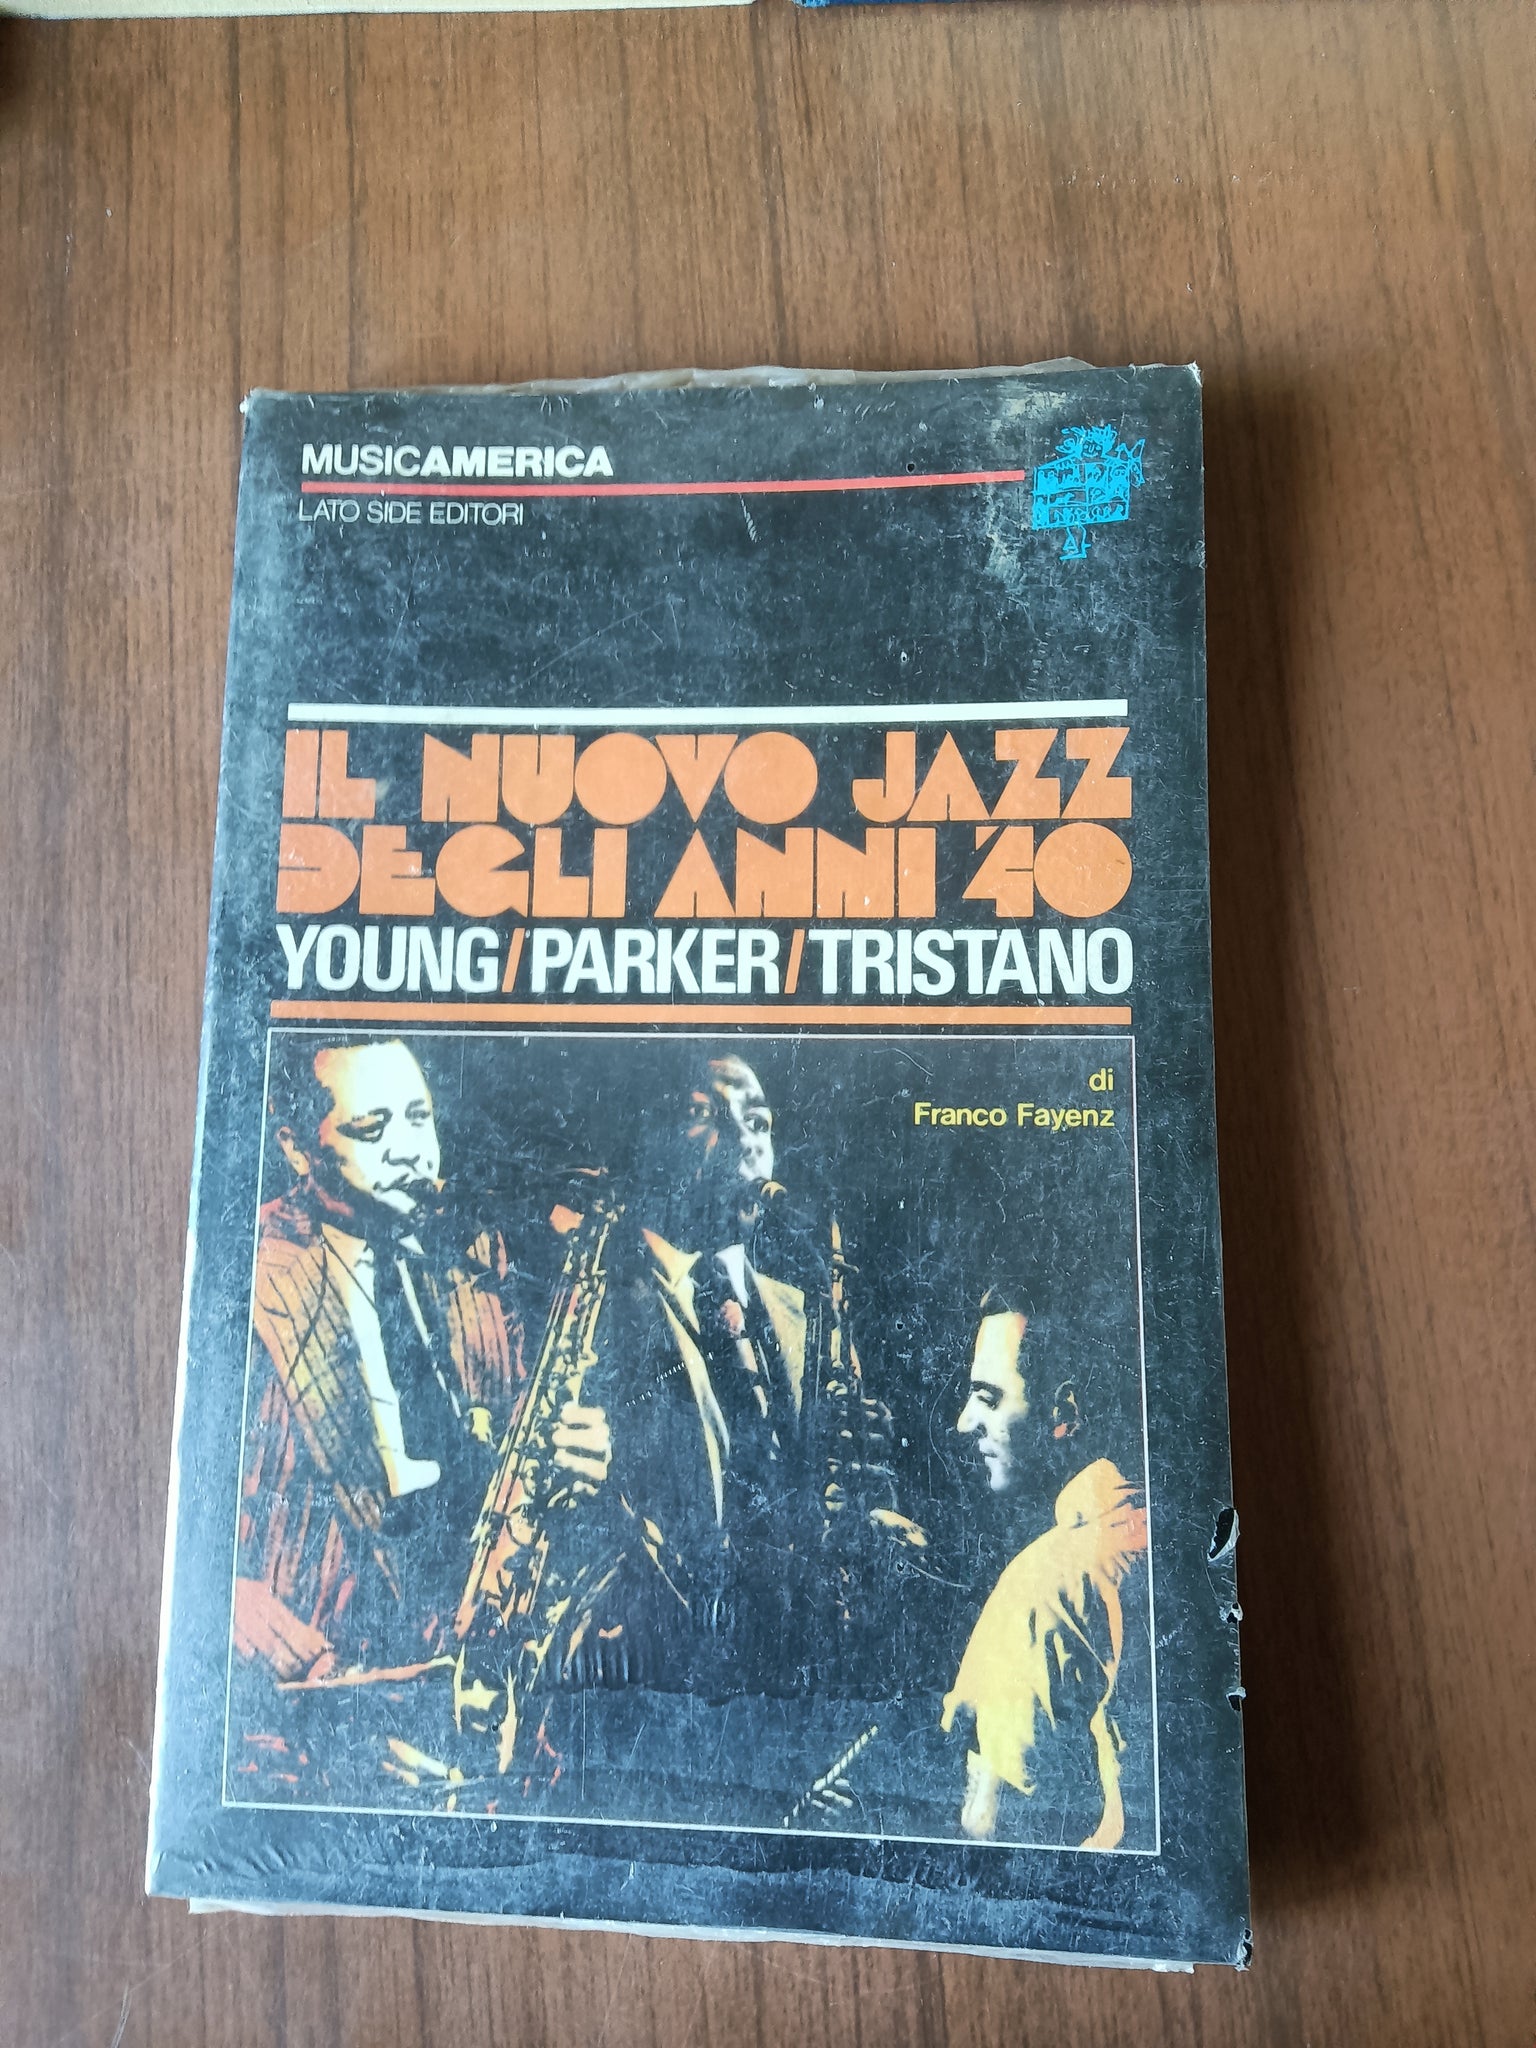 MUSICAMERICA
LATO SIDE EDITORI
IL NUOVO JAZZ
DEGLI ANNI '40
YOUNG/PARKER/TRISTANO
di
Franco Fayenz